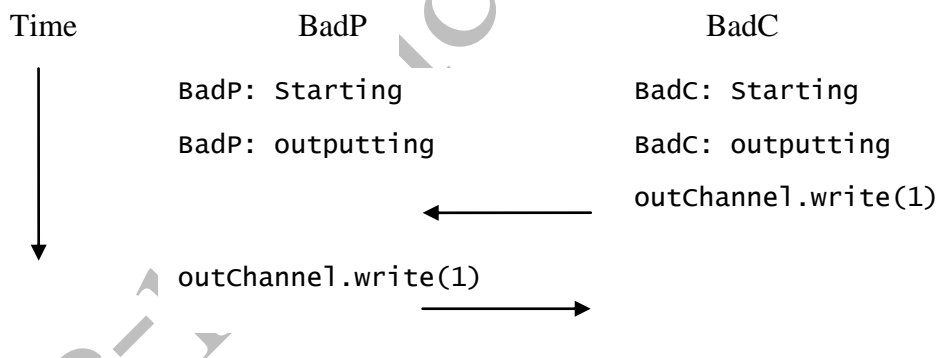 Time BadP BadC
BadP: Starting BadC: Starting
BadP: outputting BadC: outputting
outChannel.write(1)
outChannel.write(1)